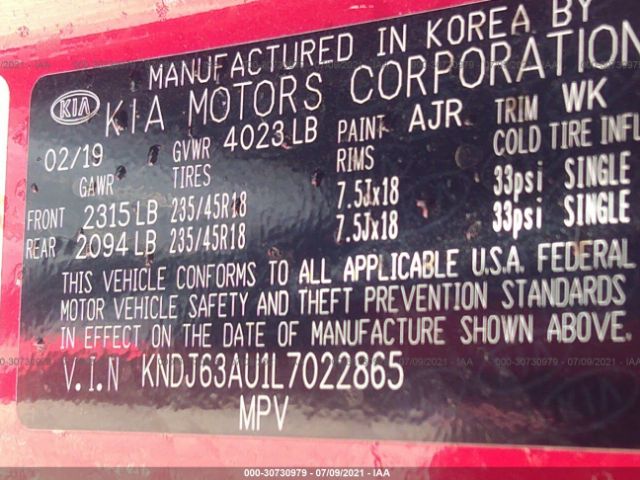 MANUFACTURED IN KOREA BY
KIA KIA MOTORS CORPORATION
02/19 GVWR 4023 LB PAINT AJR TRIM WK
GAWR TIRES RIMS COLD TIRE INFL
FRONT 2315 LB 235/45R18 7.5Jx18 33psi SINGLE
REAR 2094 LB 235/45R18 7.5Jx18 33psi SINGLE
THIS VEHICLE CONFORMS TO ALL APPLICABLE U.S.A. FEDERAL
MOTOR VEHICLE SAFETY AND THEFT PREVENTION STANDARDS
IN EFFECT ON THE DATE OF MANUFACTURE SHOWN ABOVE.
V.I.N KNDJ63AU1L7022865
MPV
000-30730979 - 07/09/2021 - IAA